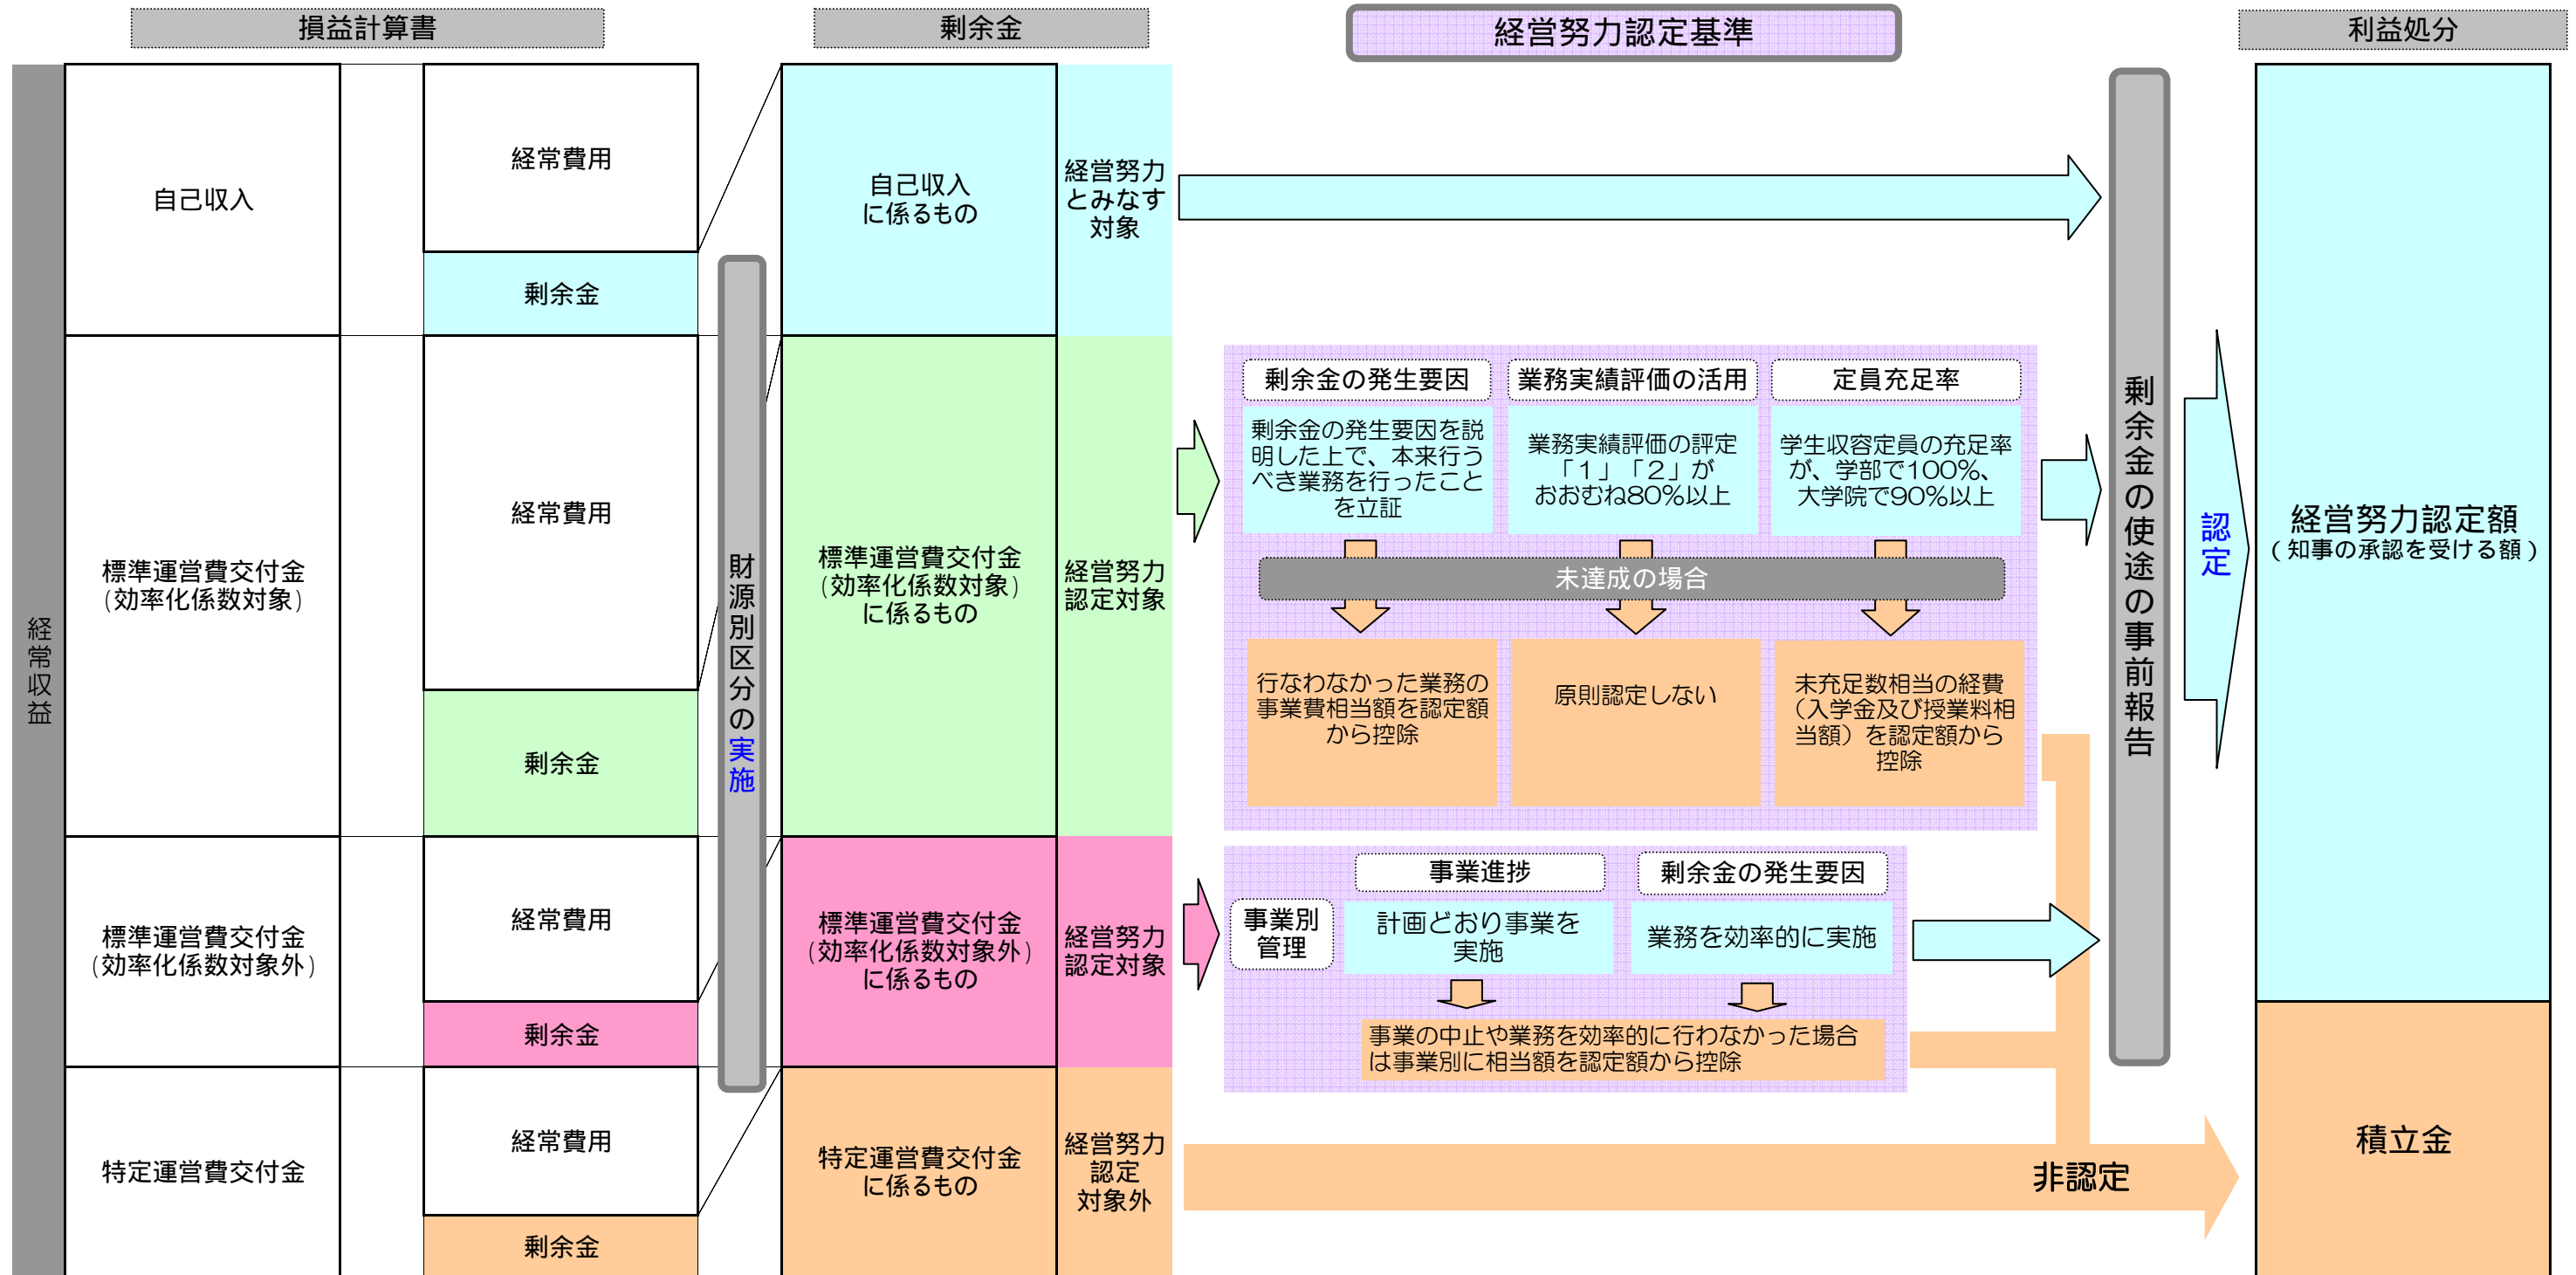 損益計算書
剰余金
経営努力認定基準
利益処分
経常収益
自己収入
経常費用
剰余金
標準運営費交付金
(効率化係数対象)
経常費用
剰余金
標準運営費交付金
(効率化係数対象外)
経常費用
剰余金
特定運営費交付金
経常費用
剰余金
財源別区分の実施
自己収入
に係るもの
経営努力
とみなす
対象
標準運営費交付金
(効率化係数対象)
に係るもの
経営努力
認定対象
標準運営費交付金
(効率化係数対象外)
に係るもの
経営努力
認定対象
特定運営費交付金
に係るもの
経営努力
認定
対象外
剰余金の発生要因
剰余金の発生要因を説
明した上で、本来行う
べき業務を行ったこと
を立証
業務実績評価の活用
業務実績評価の評定
「1」「2」が
おおむね80%以上
定員充足率
学生収容定員の充足率
が、学部で100%、
大学院で90%以上
未達成の場合
行なわなかった業務の
事業費相当額を認定額
から控除
原則認定しない
未充足数相当の経費
(入学金及び授業料相
当額)を認定額から
控除
事業別
管理
事業進捗
計画どおり事業を
実施
剰余金の発生要因
業務を効率的に実施
事業の中止や業務を効率的に行わなかった場合
は事業別に相当額を認定額から控除
非認定
剰余金の使途の事前報告
認定
経営努力認定額
(知事の承認を受ける額)
積立金